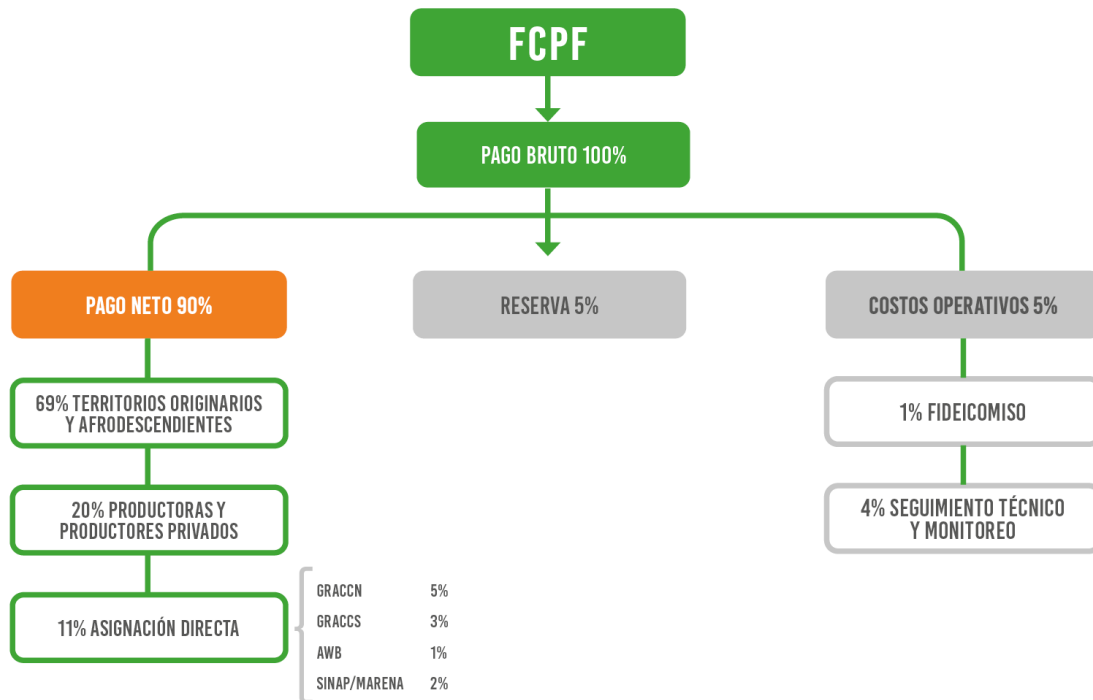 FCPF
PAGO BRUTO 100%
PAGO NETO 90%
RESERVA 5%
COSTOS OPERATIVOS 5%
69% TERRITORIOS ORIGINARIOS
Y AFRODESCENDIENTES
20% PRODUCTORAS Y
PRODUCTORES PRIVADOS
11% ASIGNACIÓN DIRECTA
GRACCN 5%
GRACCS 3%
AWB 1%
SINAP/MARENA 2%
1% FIDEICOMISO
4% SEGUIMIENTO TÉCNICO
Y MONITOREO